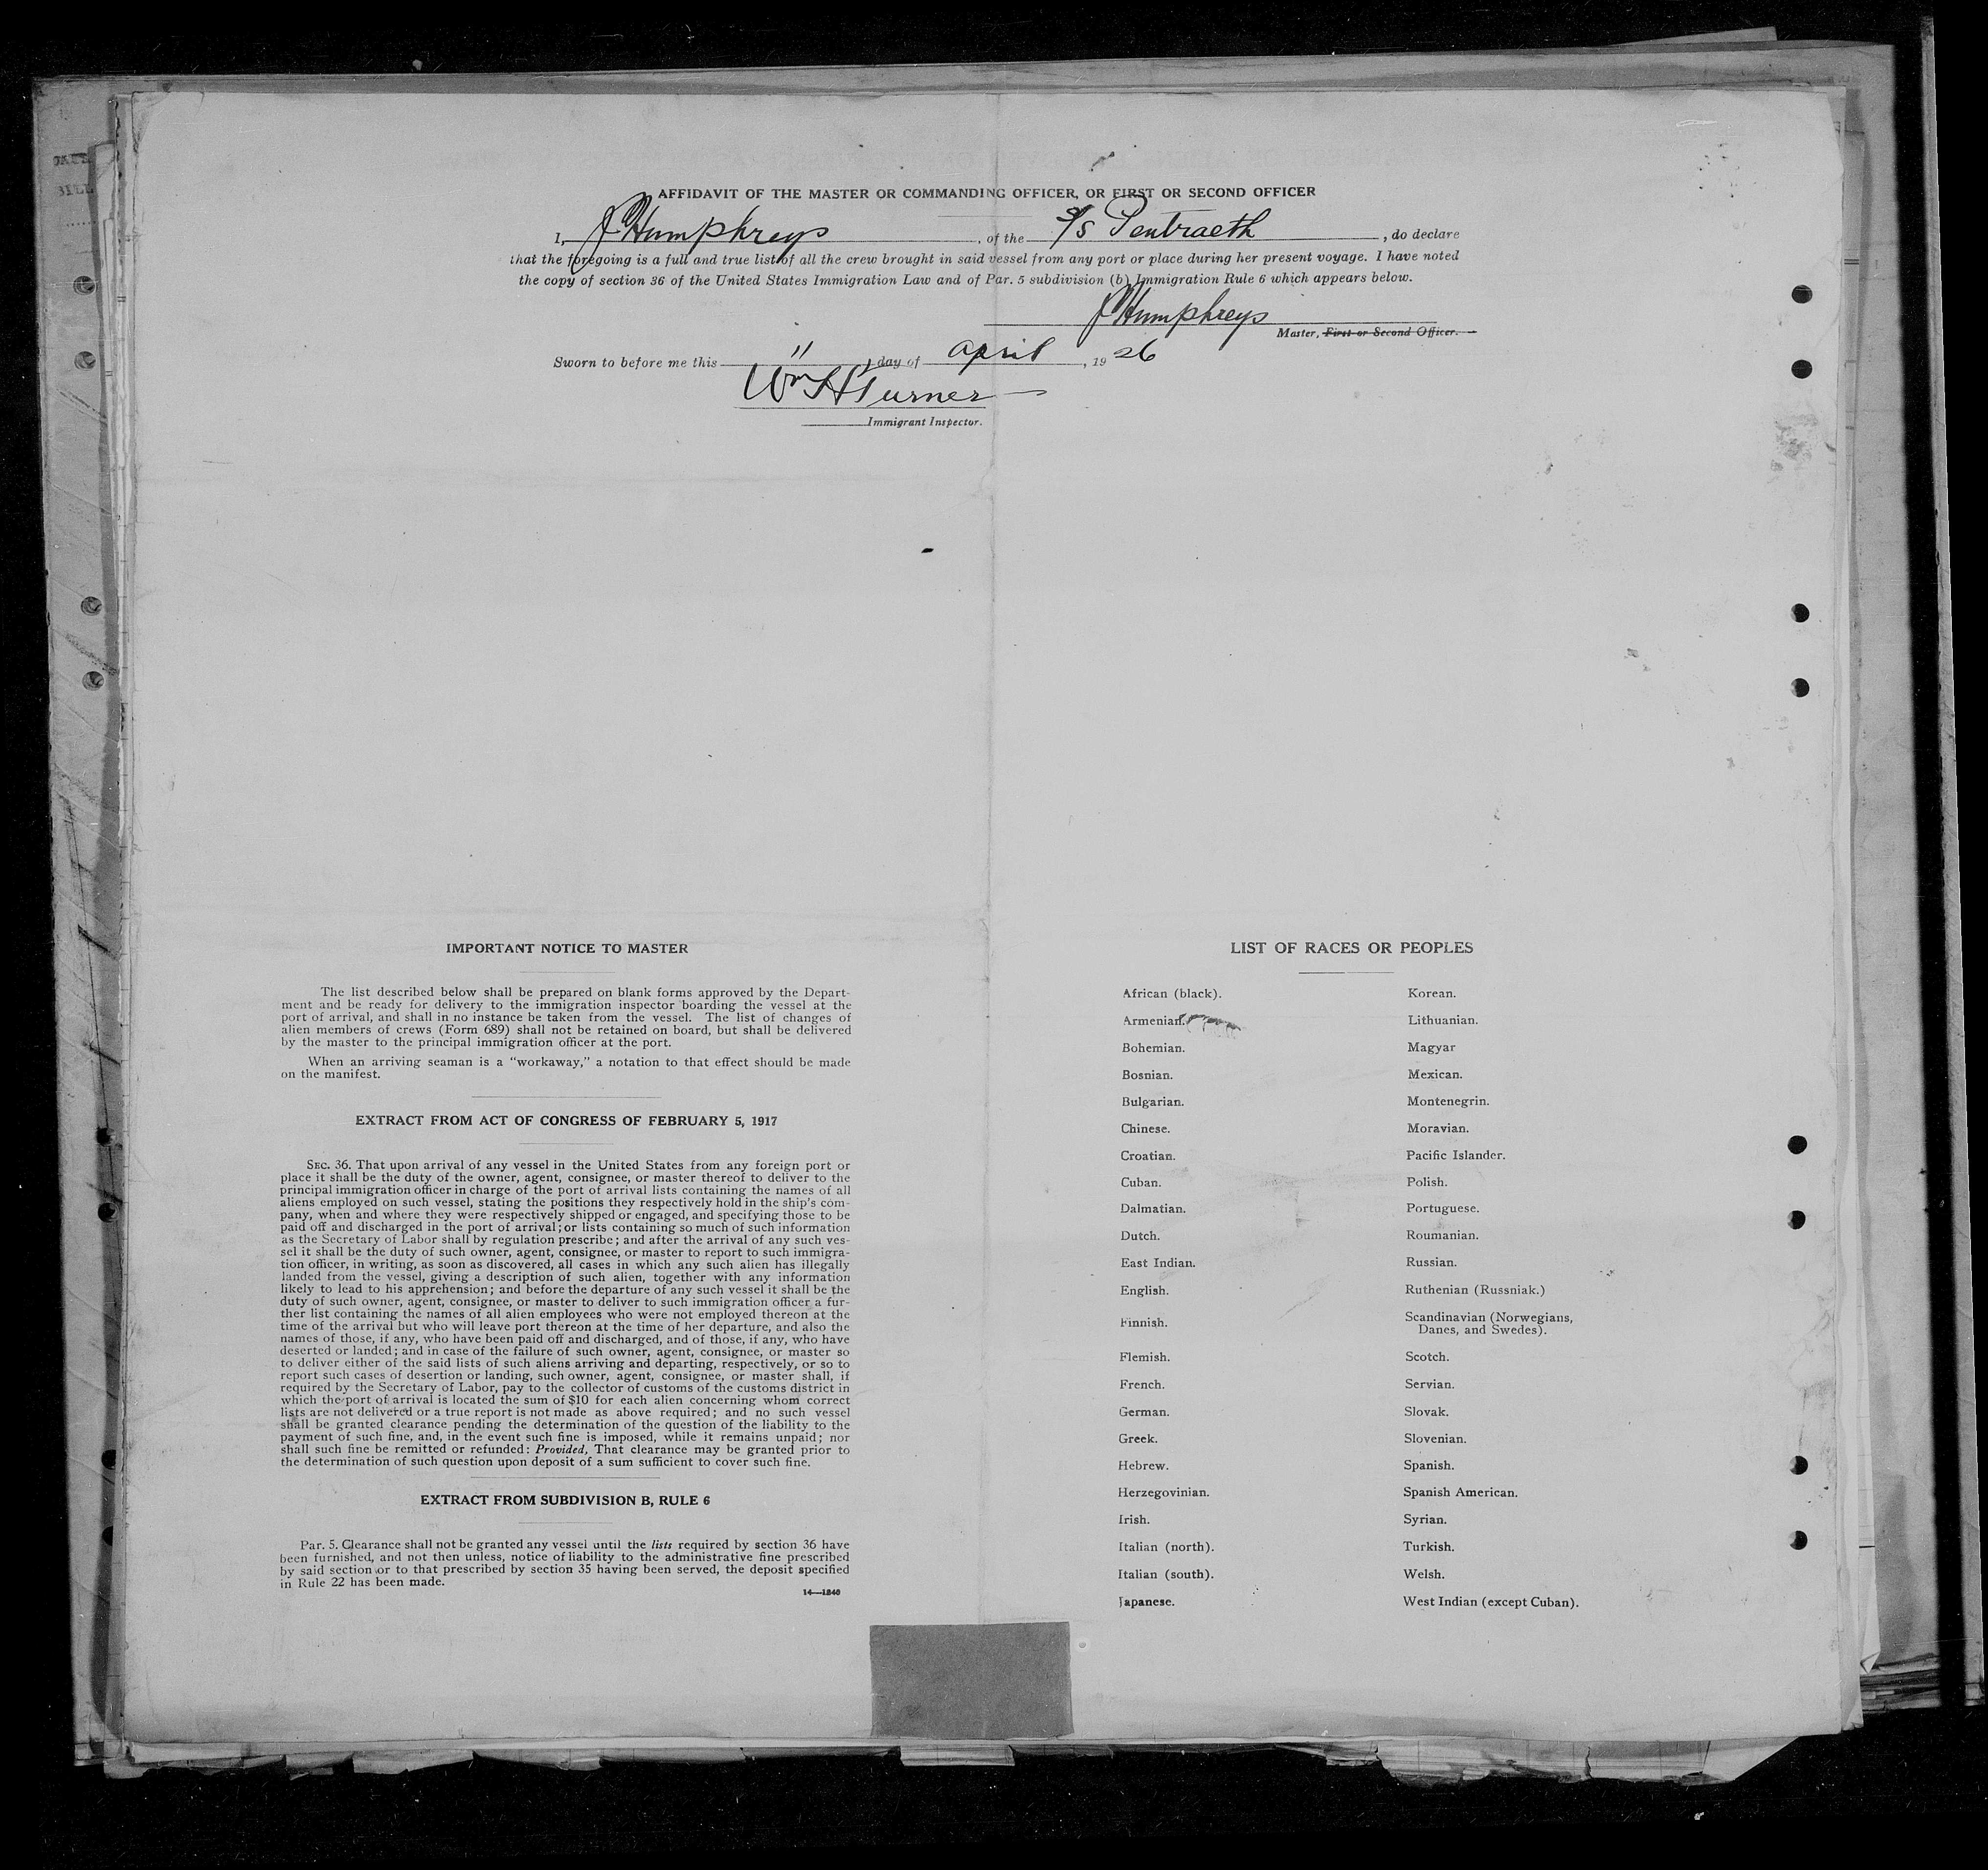 AFFIDAVIT OF THE MASTER OR COMMANDING OFFICER, OR FIRST OR SECOND OFFICER
I, J Humphreys, of the S/S Pentraeth, do declare
that the foregoing is a full and true list of all the crew brought in said vessel from any port or place during her present voyage. I have noted
the copy of section 36 of the United States Immigration Law and of Par. 5 subdivision (b) Immigration Rule 6 which appears below.
J Humphreys
Master, First or Second Officer.
Sworn to before me this 11 day of april, 1926
Wm H Turner
Immigrant Inspector.
IMPORTANT NOTICE TO MASTER
The list described below shall be prepared on blank forms approved by the Depart-
ment and be ready for delivery to the immigration inspector boarding the vessel at the
port of arrival, and shall in no instance be taken from the vessel. The list of changes of
alien members of crews (Form 689) shall not be retained on board, but shall be delivered
by the master to the principal immigration officer at the port.
When an arriving seaman is a "workaway," a notation to that effect should be made
on the manifest.
EXTRACT FROM ACT OF CONGRESS OF FEBRUARY 5, 1917
SEC. 36. That upon arrival of any vessel in the United States from any foreign port or
place it shall be the duty of the owner, agent, consignee, or master thereof to deliver to the
principal immigration officer in charge of the port of arrival lists containing the names of all
aliens employed on such vessel, stating the positions they respectively hold in the ship's com-
pany, when and where they were respectively shipped or engaged, and specifying those to be
paid off and discharged in the port of arrival; or lists containing so much of such information
as the Secretary of Labor shall by regulation prescribe; and after the arrival of any such ves-
sel it shall be the duty of such owner, agent, consignee, or master to report to such immigra-
tion officer, in writing, as soon as discovered, all cases in which any such alien has illegally
landed from the vessel, giving a description of such alien, together with any information
likely to lead to his apprehension; and before the departure of any such vessel it shall be the
duty of such owner, agent, consignee, or master to deliver to such immigration officer a fur-
ther list containing the names of all alien employees who were not employed thereon at the
time of the arrival but who will leave port thereon at the time of her departure, and also the
names of those, if any, who have been paid off and discharged, and of those, if any, who have
deserted or landed; and in case of the failure of such owner, agent, consignee, or master so
to deliver either of the said lists of such aliens arriving and departing, respectively, or so to
report such cases of desertion or landing, such owner, agent, consignee, or master shall, if
required by the Secretary of Labor, pay to the collector of customs of the customs district in
which the port of arrival is located the sum of $10 for each alien concerning whom correct
lists are not delivered or a true report is not made as above required; and no such vessel
shall be granted clearance pending the determination of the question of the liability to the
payment of such fine, and, in the event such fine is imposed, while it remains unpaid; nor
shall such fine be remitted or refunded: Provided, That clearance may be granted prior to
the determination of such question upon deposit of a sum sufficient to cover such fine.
EXTRACT FROM SUBDIVISION B, RULE 6
Par. 5. Clearance shall not be granted any vessel until the lists required by section 36 have
been furnished, and not then unless, notice of liability to the administrative fine prescribed
by said section or to that prescribed by section 35 having been served, the deposit specified
in Rule 22 has been made.
14—1240
LIST OF RACES OR PEOPLES
African (black).
Armenian.
Bohemian.
Bosnian.
Bulgarian.
Chinese.
Croatian.
Cuban.
Dalmatian.
Dutch.
East Indian.
English.
Finnish.
Flemish.
French.
German.
Greek.
Hebrew.
Herzegovinian.
Irish.
Italian (north).
Italian (south).
Japanese.
Korean.
Lithuanian.
Magyar
Mexican.
Montenegrin.
Moravian.
Pacific Islander.
Polish.
Portuguese.
Roumanian.
Russian.
Ruthenian (Russniak.)
Scandinavian (Norwegians,
Danes, and Swedes).
Scotch.
Servian.
Slovak.
Slovenian.
Spanish.
Spanish American.
Syrian.
Turkish.
Welsh.
West Indian (except Cuban).